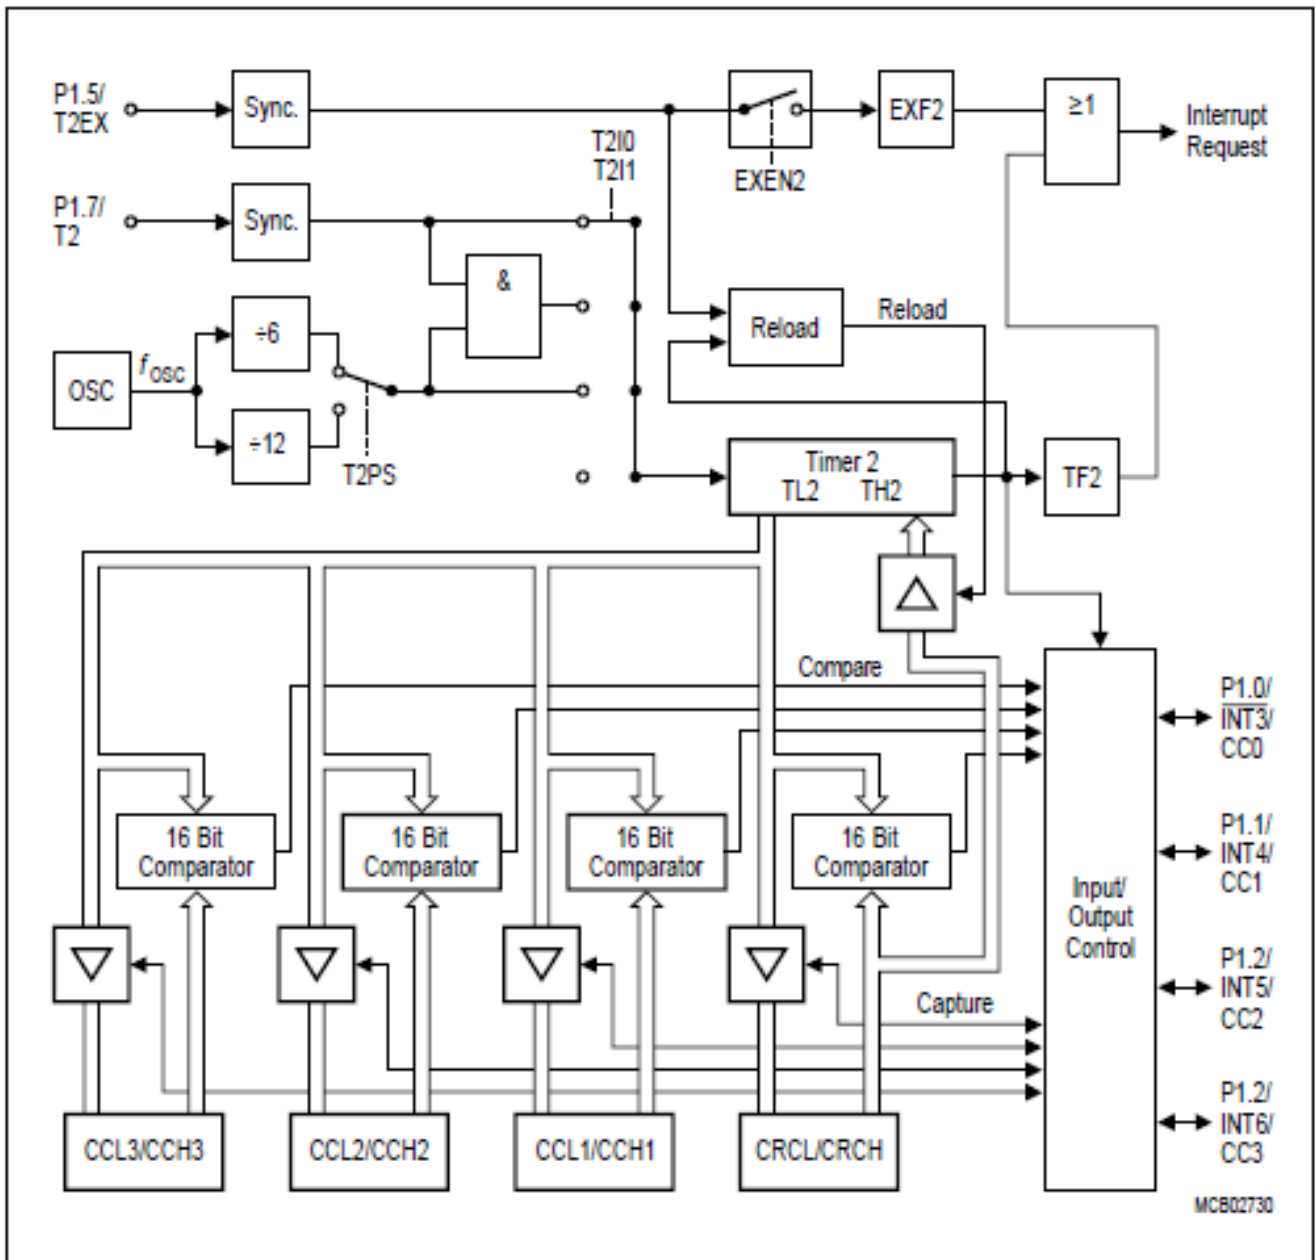 P1.5/
T2EX
Sync.
EXF2
≥1
Interrupt
Request
T2I0
T2I1
EXEN2
P1.7/
T2
Sync.
&
÷6
Reload
Reload
OSC
fOSC
÷12
T2PS
Timer 2
TL2 TH2
TF2
Compare
P1.0/
INT3/
CC0
16 Bit
Comparator
16 Bit
Comparator
16 Bit
Comparator
16 Bit
Comparator
P1.1/
INT4/
CC1
Input/
Output
Control
P1.2/
INT5/
CC2
Capture
P1.2/
INT6/
CC3
CCL3/CCH3
CCL2/CCH2
CCL1/CCH1
CRCL/CRCH
MCB02730